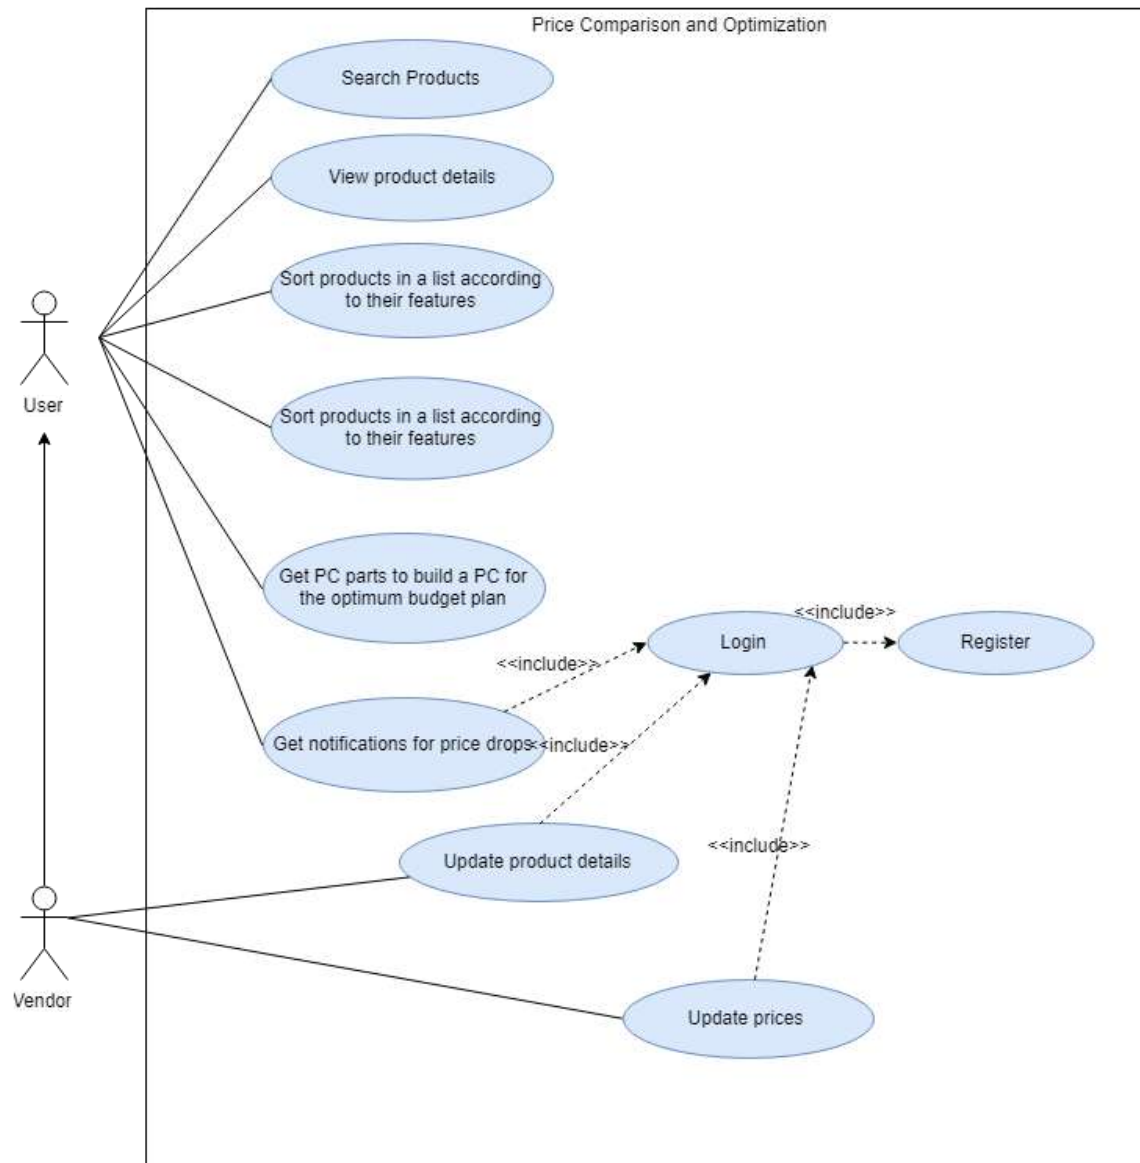 Price Comparison and Optimization
Search Products
View product details
Sort products in a list according
to their features
User
Sort products in a list according
to their features
Get PC parts to build a PC for
the optimum budget plan
<<include>>
Login
Register
<<include>>
Get notifications for price drops
<<include>>
Update product details
<<include>>
Vendor
Update prices